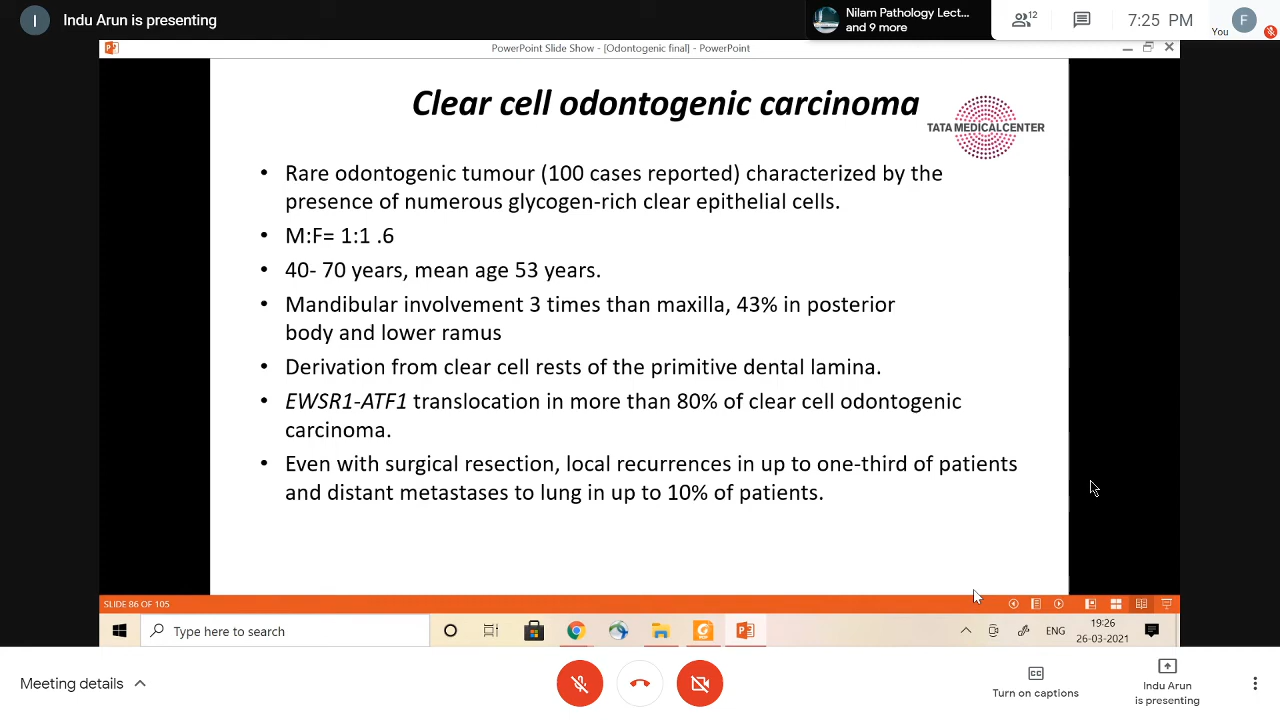 I
Indu Arun is presenting
Nilam Pathology Lect...
and 9 more
12
7:25 PM
F
You
PowerPoint Slide Show - [Odontogenic final] - PowerPoint
Clear cell odontogenic carcinoma
TATA MEDICAL CENTER
• Rare odontogenic tumour (100 cases reported) characterized by the
presence of numerous glycogen-rich clear epithelial cells.
• M:F= 1:1 .6
• 40- 70 years, mean age 53 years.
• Mandibular involvement 3 times than maxilla, 43% in posterior
body and lower ramus
• Derivation from clear cell rests of the primitive dental lamina.
• EWSR1-ATF1 translocation in more than 80% of clear cell odontogenic
carcinoma.
• Even with surgical resection, local recurrences in up to one-third of patients
and distant metastases to lung in up to 10% of patients.
SLIDE 86 OF 105
Type here to search
ENG
19:26
26-03-2021
Meeting details
CC
Turn on captions
Indu Arun
is presenting